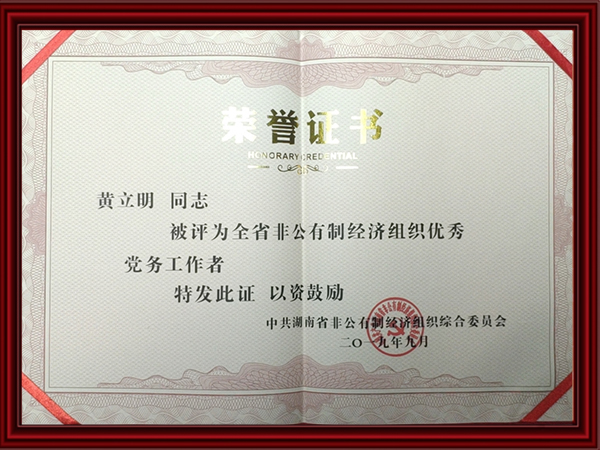 荣誉证书
HONORARY CREDENTIAL
黄立明 同志
被评为全省非公有制经济组织优秀
党务工作者
特发此证 以资鼓励
中共湖南省非公有制经济组织综合委员会
二〇一九年九月